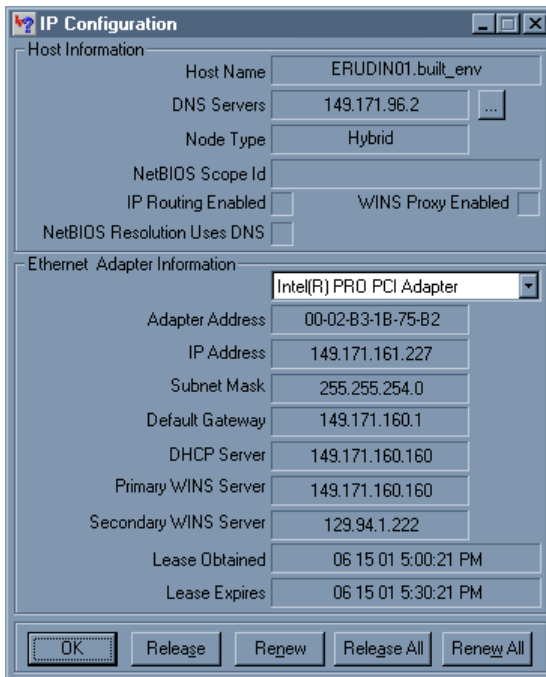 IP Configuration
Host Information
Host Name ERUDIN01.built_env
DNS Servers 149.171.96.2 ...
Node Type Hybrid
NetBIOS Scope Id
IP Routing Enabled WINS Proxy Enabled
NetBIOS Resolution Uses DNS
Ethernet Adapter Information
Intel(R) PRO PCI Adapter
Adapter Address 00-02-B3-1B-75-B2
IP Address 149.171.161.227
Subnet Mask 255.255.254.0
Default Gateway 149.171.160.1
DHCP Server 149.171.160.160
Primary WINS Server 149.171.160.160
Secondary WINS Server 129.94.1.222
Lease Obtained 06 15 01 5:00:21 PM
Lease Expires 06 15 01 5:30:21 PM
OK Release Renew Release All Renew All